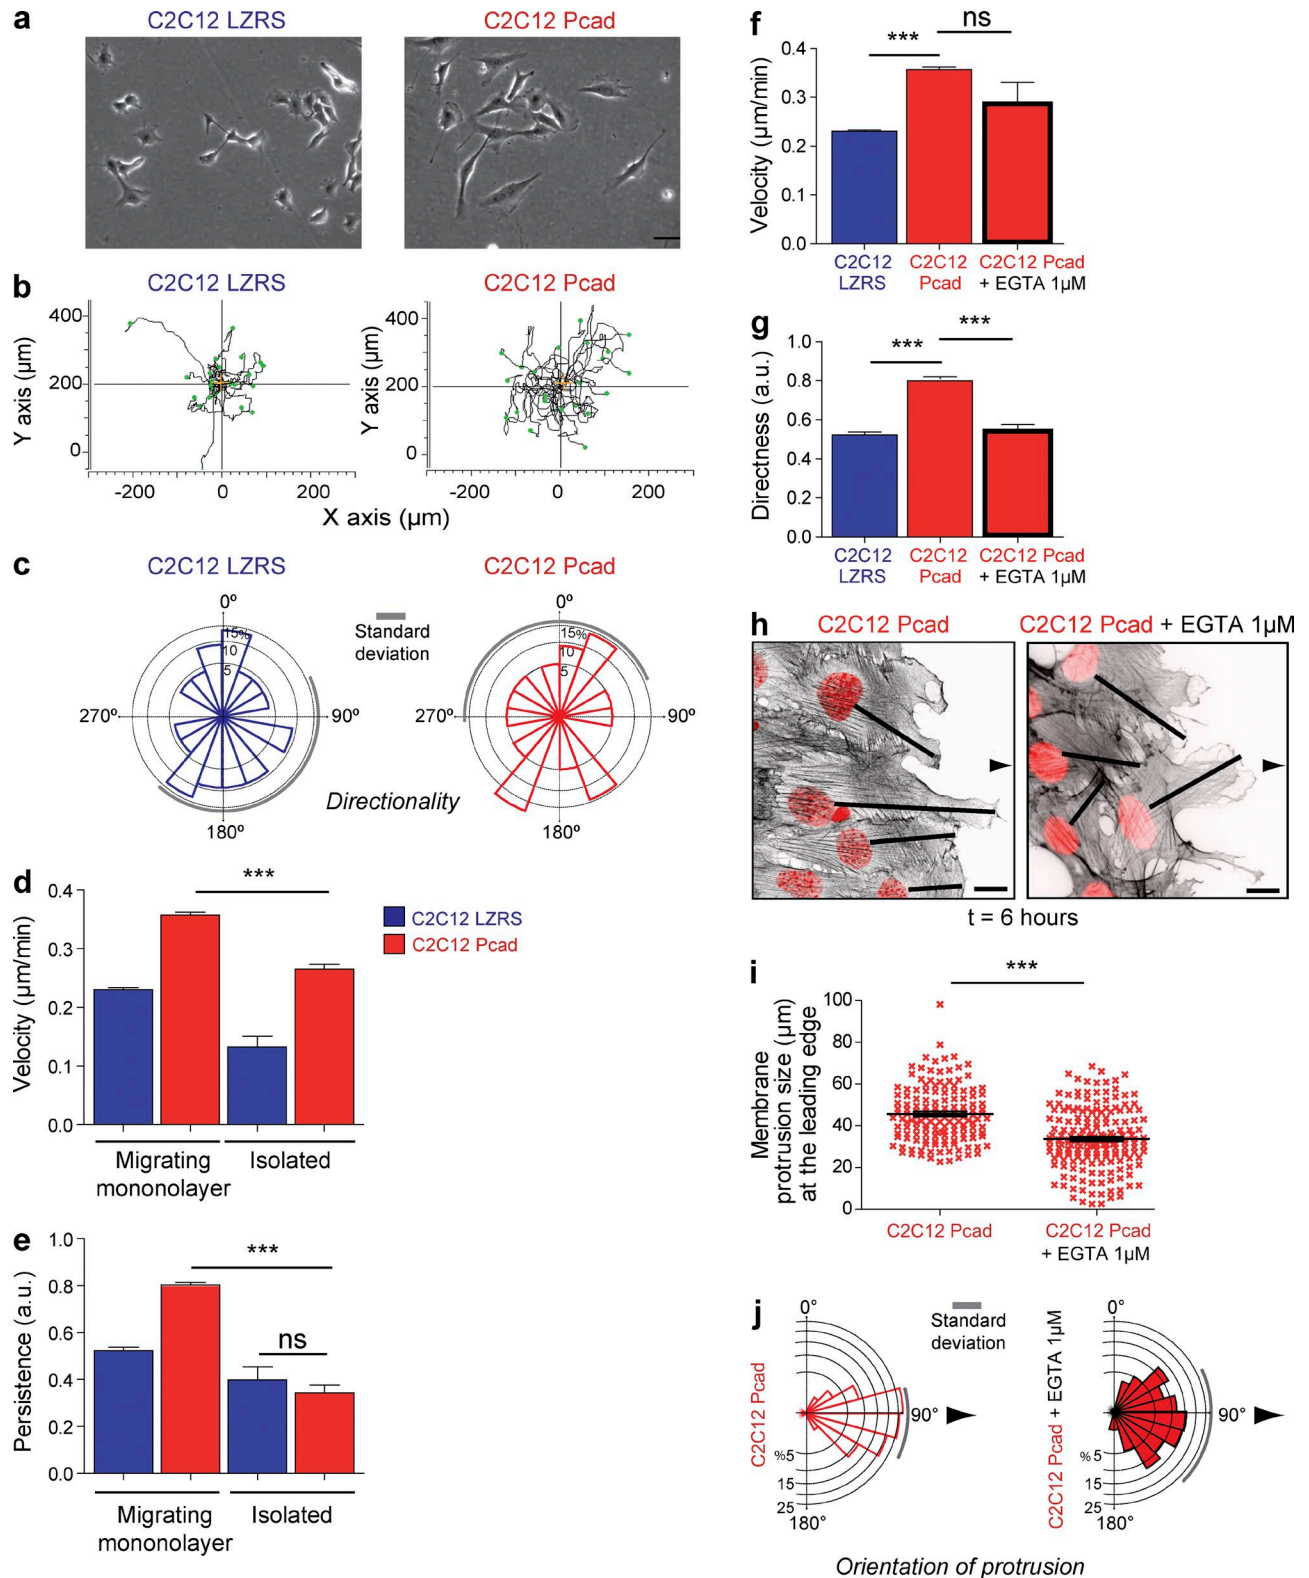 a
C2C12 LZRS
C2C12 Pcad
b
C2C12 LZRS
C2C12 Pcad
Y axis (µm)
400
200
0
-200
0
200
Y axis (µm)
400
200
0
-200
0
200
X axis (µm)
c
C2C12 LZRS
C2C12 Pcad
0º
15%
10
5
90º
180º
270º
Standard
deviation
0º
15%
10
5
90º
180º
270º
Directionality
d
Velocity (µm/min)
0.4
0.3
0.2
0.1
0.0
***
C2C12 LZRS
C2C12 Pcad
Migrating
mononolayer
Isolated
e
Persistence (a.u.)
1.0
0.8
0.6
0.4
0.2
0.0
***
ns
Migrating
mononolayer
Isolated
f
Velocity (µm/min)
0.4
0.3
0.2
0.1
0.0
***
ns
C2C12
LZRS
C2C12
Pcad
C2C12 Pcad
+ EGTA 1µM
g
Directness (a.u.)
1.0
0.8
0.6
0.4
0.2
0.0
***
***
C2C12
LZRS
C2C12
Pcad
C2C12 Pcad
+ EGTA 1µM
h
C2C12 Pcad
C2C12 Pcad + EGTA 1µM
t = 6 hours
i
Membrane
protrusion size (µm)
at the leading edge
100
80
60
40
20
0
***
C2C12 Pcad
C2C12 Pcad
+ EGTA 1µM
j
C2C12 Pcad
0°
90°
%5
15
25
180°
Standard
deviation
C2C12 Pcad + EGTA 1µM
0°
90°
%5
15
25
180°
Orientation of protrusion